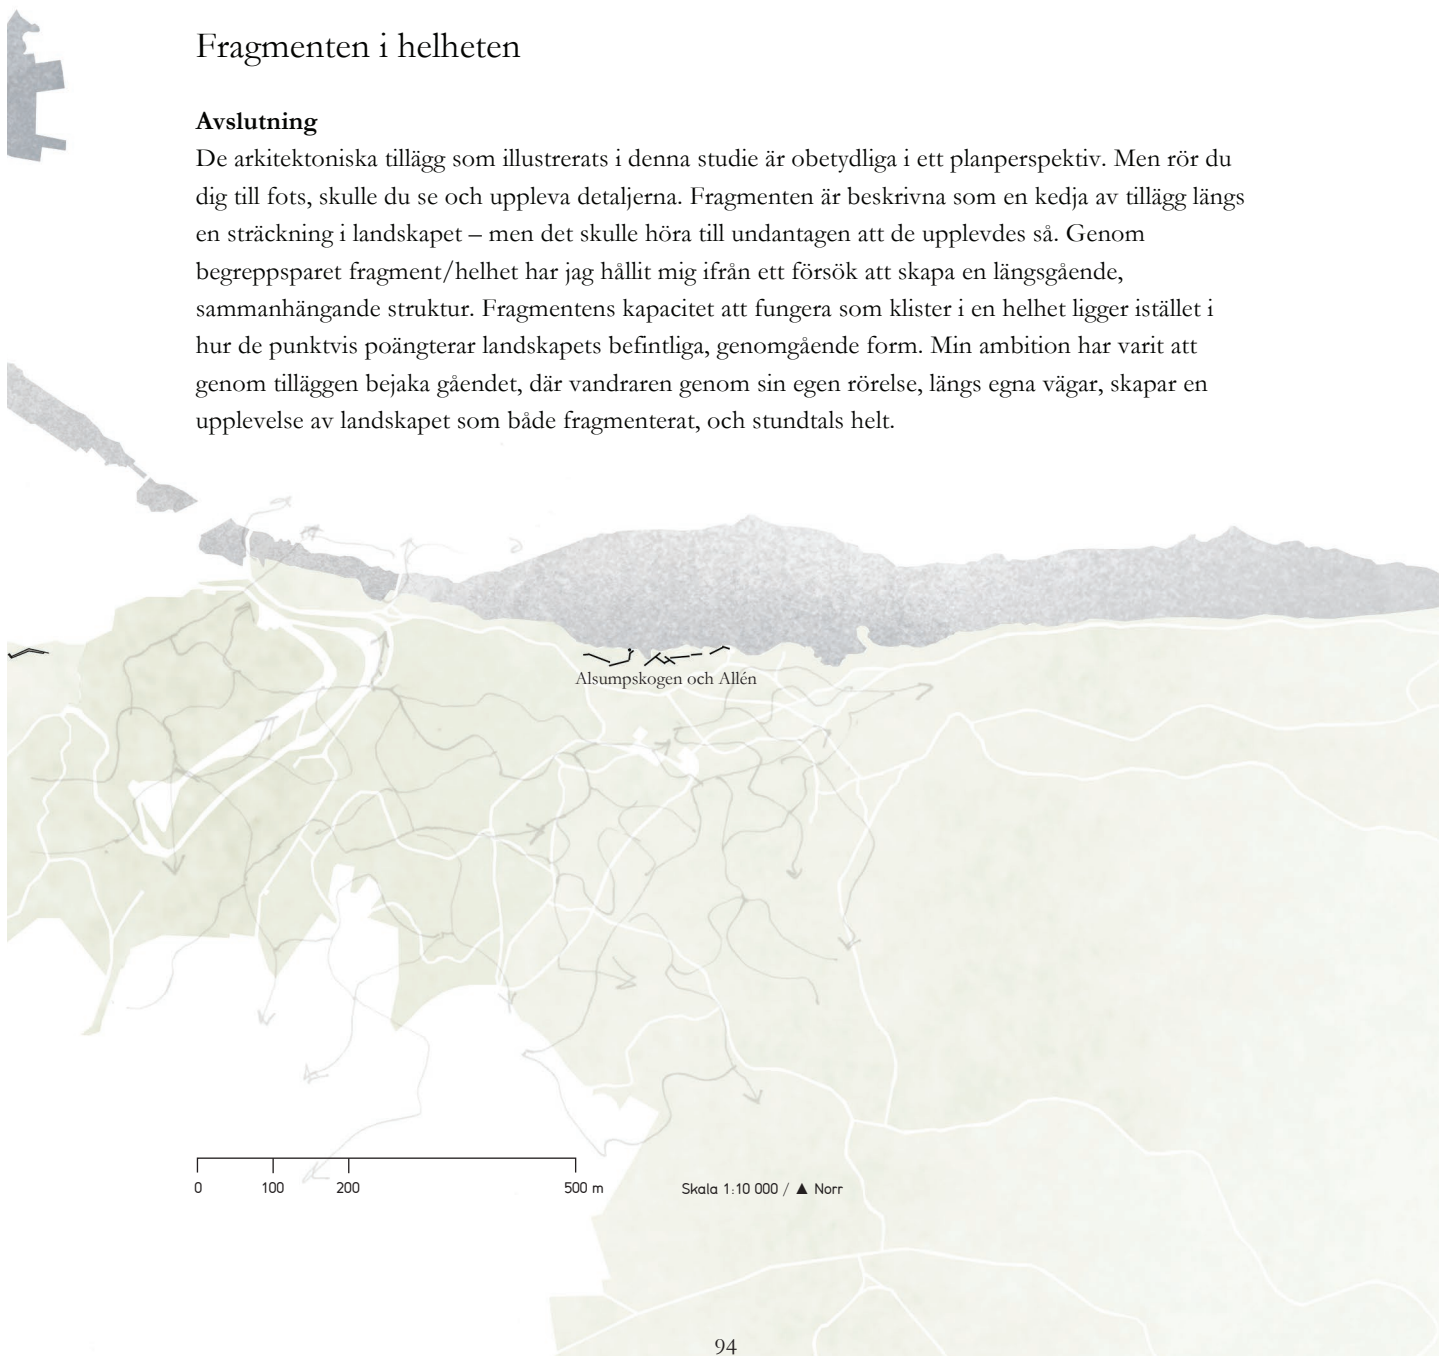 Fragmenten i helheten
Avslutning
De arkitektoniska tillägg som illustrerats i denna studie är obetydliga i ett planperspektiv. Men rör du
dig till fots, skulle du se och uppleva detaljerna. Fragmenten är beskrivna som en kedja av tillägg längs
en sträckning i landskapet – men det skulle höra till undantagen att de upplevdes så. Genom
begreppsparet fragment/helhet har jag hållit mig ifrån ett försök att skapa en längsgående,
sammanhängande struktur. Fragmentens kapacitet att fungera som klister i en helhet ligger istället i
hur de punktvis poängterar landskapets befintliga, genomgående form. Min ambition har varit att
genom tilläggen bejaka gåendet, där vandraren genom sin egen rörelse, längs egna vägar, skapar en
upplevelse av landskapet som både fragmenterat, och stundtals helt.
Alsumpskogen och Allén
0 100 200 500 m
Skala 1:10 000 / ▲ Norr
94